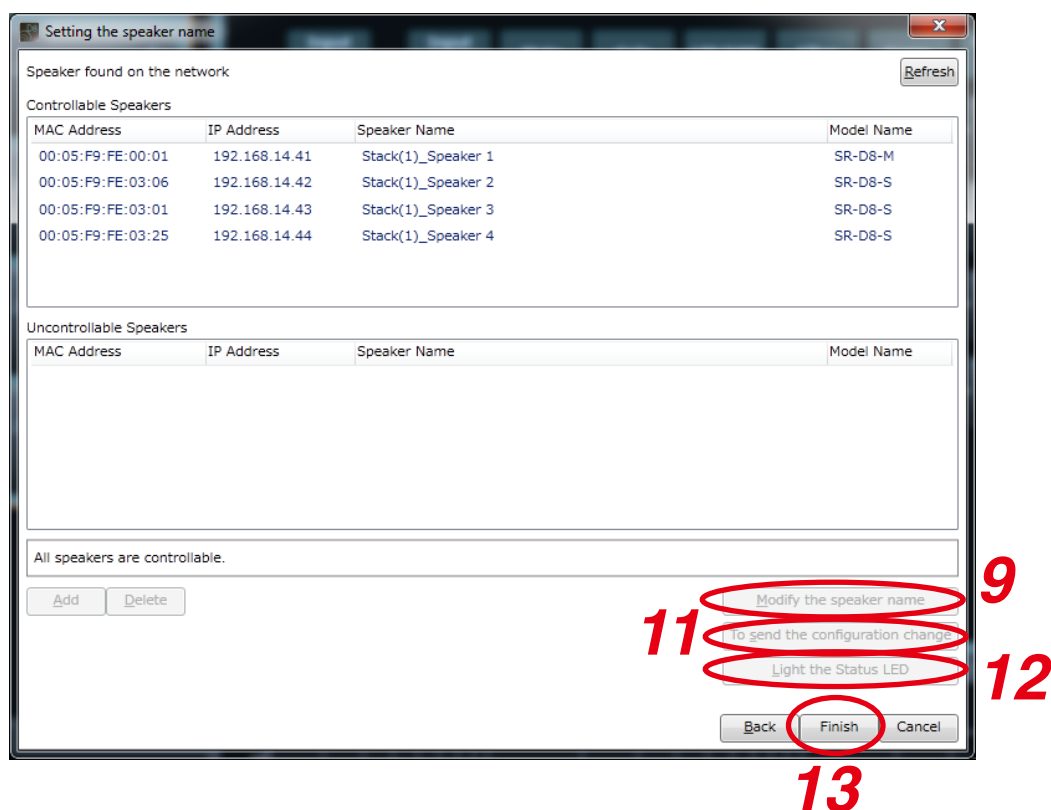 Setting the speaker name
Speaker found on the network
Refresh
Controllable Speakers
MAC Address IP Address Speaker Name Model Name
00:05:F9:FE:00:01 192.168.14.41 Stack(1)_Speaker 1 SR-D8-M
00:05:F9:FE:03:06 192.168.14.42 Stack(1)_Speaker 2 SR-D8-S
00:05:F9:FE:03:01 192.168.14.43 Stack(1)_Speaker 3 SR-D8-S
00:05:F9:FE:03:25 192.168.14.44 Stack(1)_Speaker 4 SR-D8-S
Uncontrollable Speakers
MAC Address IP Address Speaker Name Model Name
All speakers are controllable.
Add Delete Modify the speaker name 9
11 To send the configuration change
Light the Status LED 12
Back Finish Cancel
13